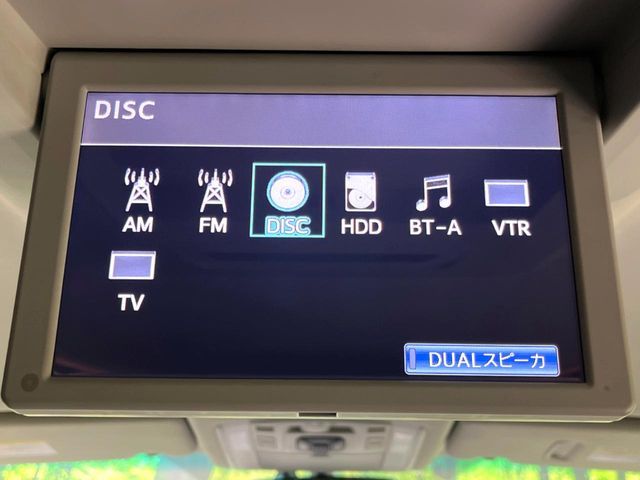 DISC
AM FM DISC HDD BT-A VTR
TV
DUALスピーカ